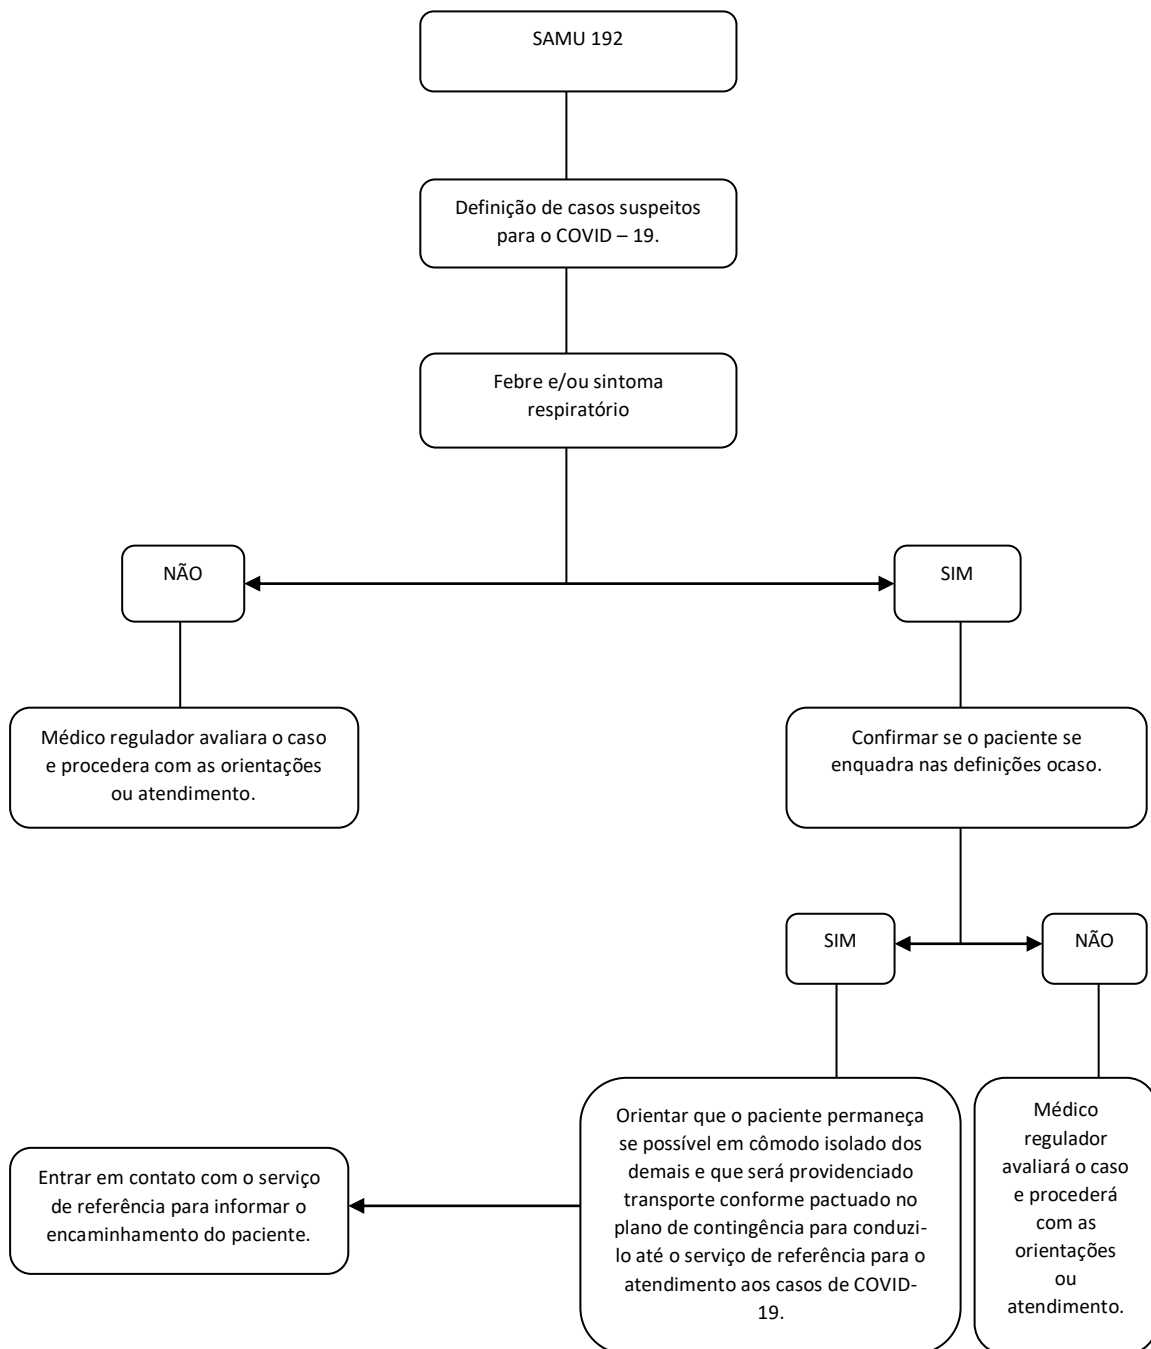 SAMU 192
Definição de casos suspeitos
para o COVID – 19.
Febre e/ou sintoma
respiratório
NÃO
SIM
Médico regulador avaliara o caso
e procedera com as orientações
ou atendimento.
Confirmar se o paciente se
enquadra nas definições ocaso.
SIM
NÃO
Orientar que o paciente permaneça
se possível em cômodo isolado dos
demais e que será providenciado
transporte conforme pactuado no
plano de contingência para conduzi-
lo até o serviço de referência para o
atendimento aos casos de COVID-
19.
Médico
regulador
avaliará o caso
e procederá
com as
orientações
ou
atendimento.
Entrar em contato com o serviço
de referência para informar o
encaminhamento do paciente.